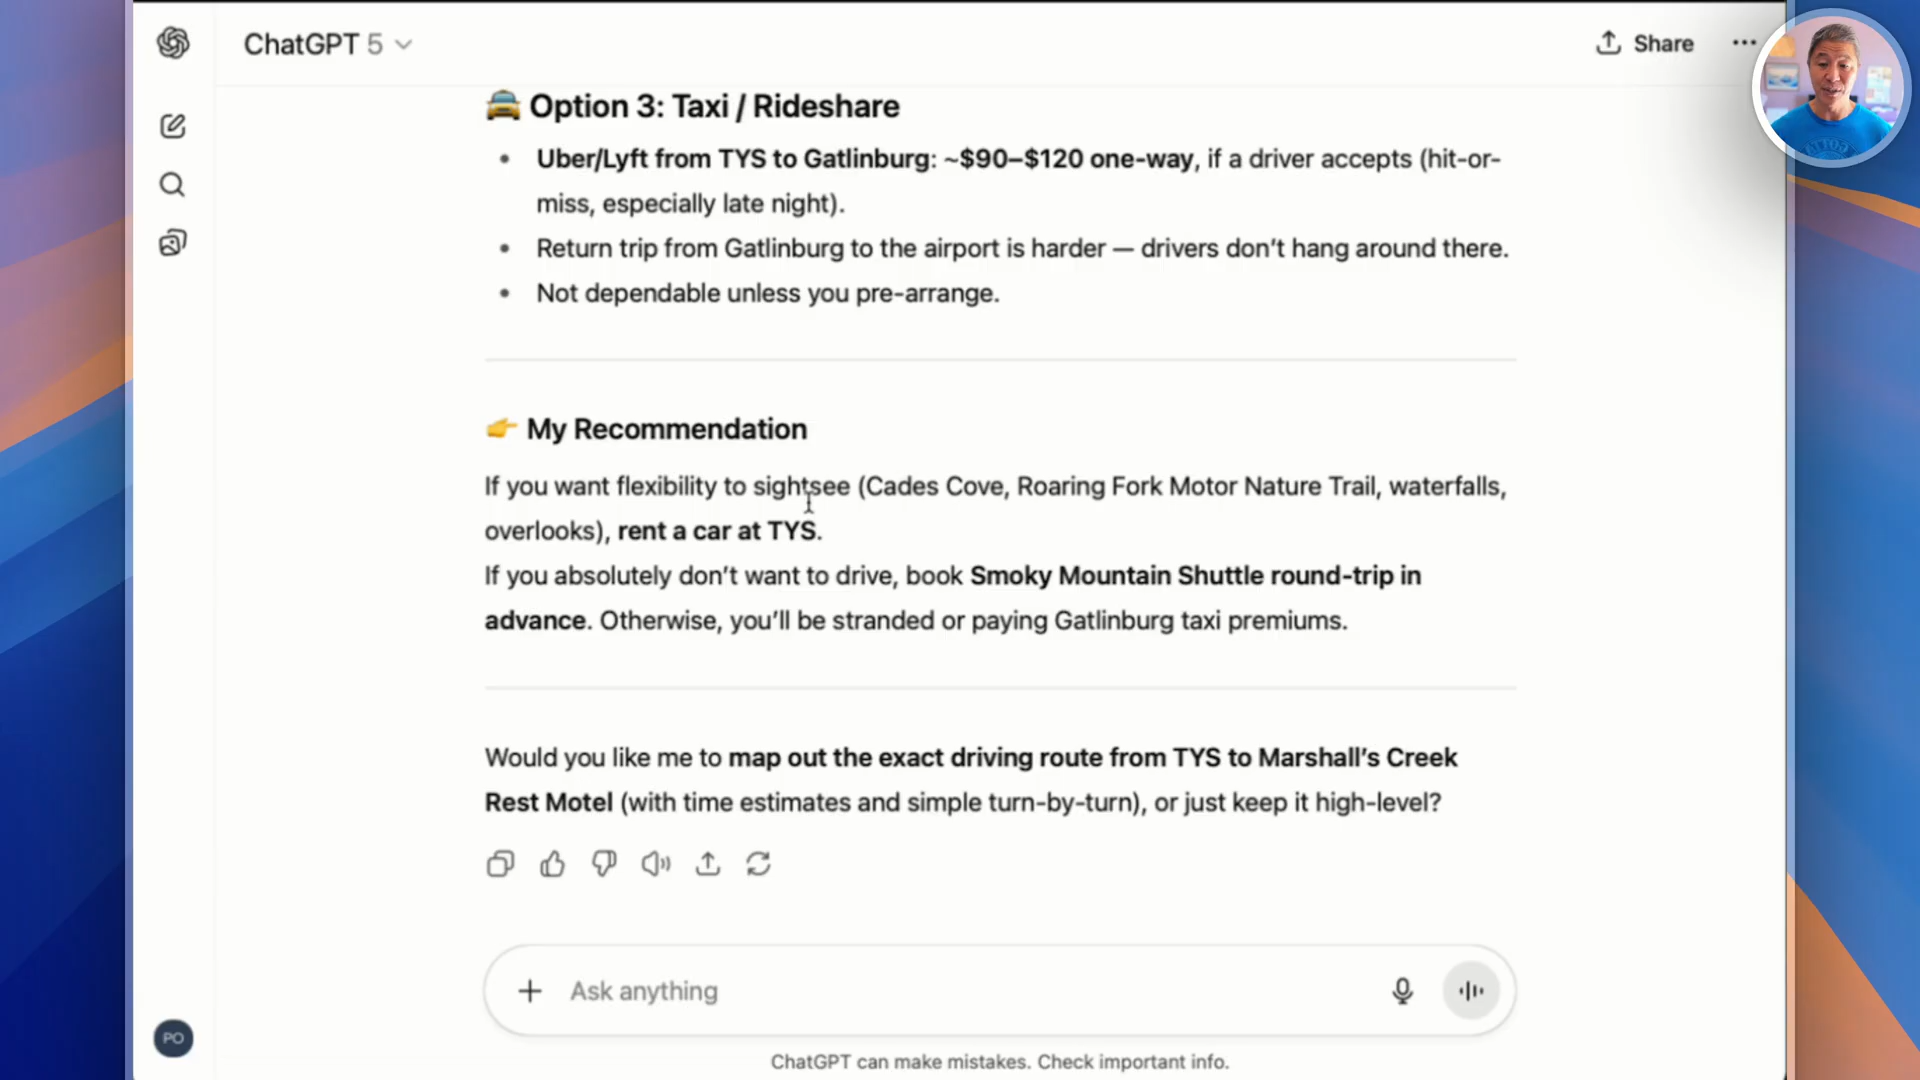 ChatGPT 5
Share
Option 3: Taxi / Rideshare
Uber/Lyft from TYS to Gatlinburg: ~$90–$120 one-way, if a driver accepts (hit-or-
miss, especially late night).
Return trip from Gatlinburg to the airport is harder — drivers don’t hang around there.
Not dependable unless you pre-arrange.
My Recommendation
If you want flexibility to sightsee (Cades Cove, Roaring Fork Motor Nature Trail, waterfalls,
overlooks), rent a car at TYS.
If you absolutely don’t want to drive, book Smoky Mountain Shuttle round-trip in
advance. Otherwise, you’ll be stranded or paying Gatlinburg taxi premiums.
Would you like me to map out the exact driving route from TYS to Marshall’s Creek
Rest Motel (with time estimates and simple turn-by-turn), or just keep it high-level?
Ask anything
PO
ChatGPT can make mistakes. Check important info.